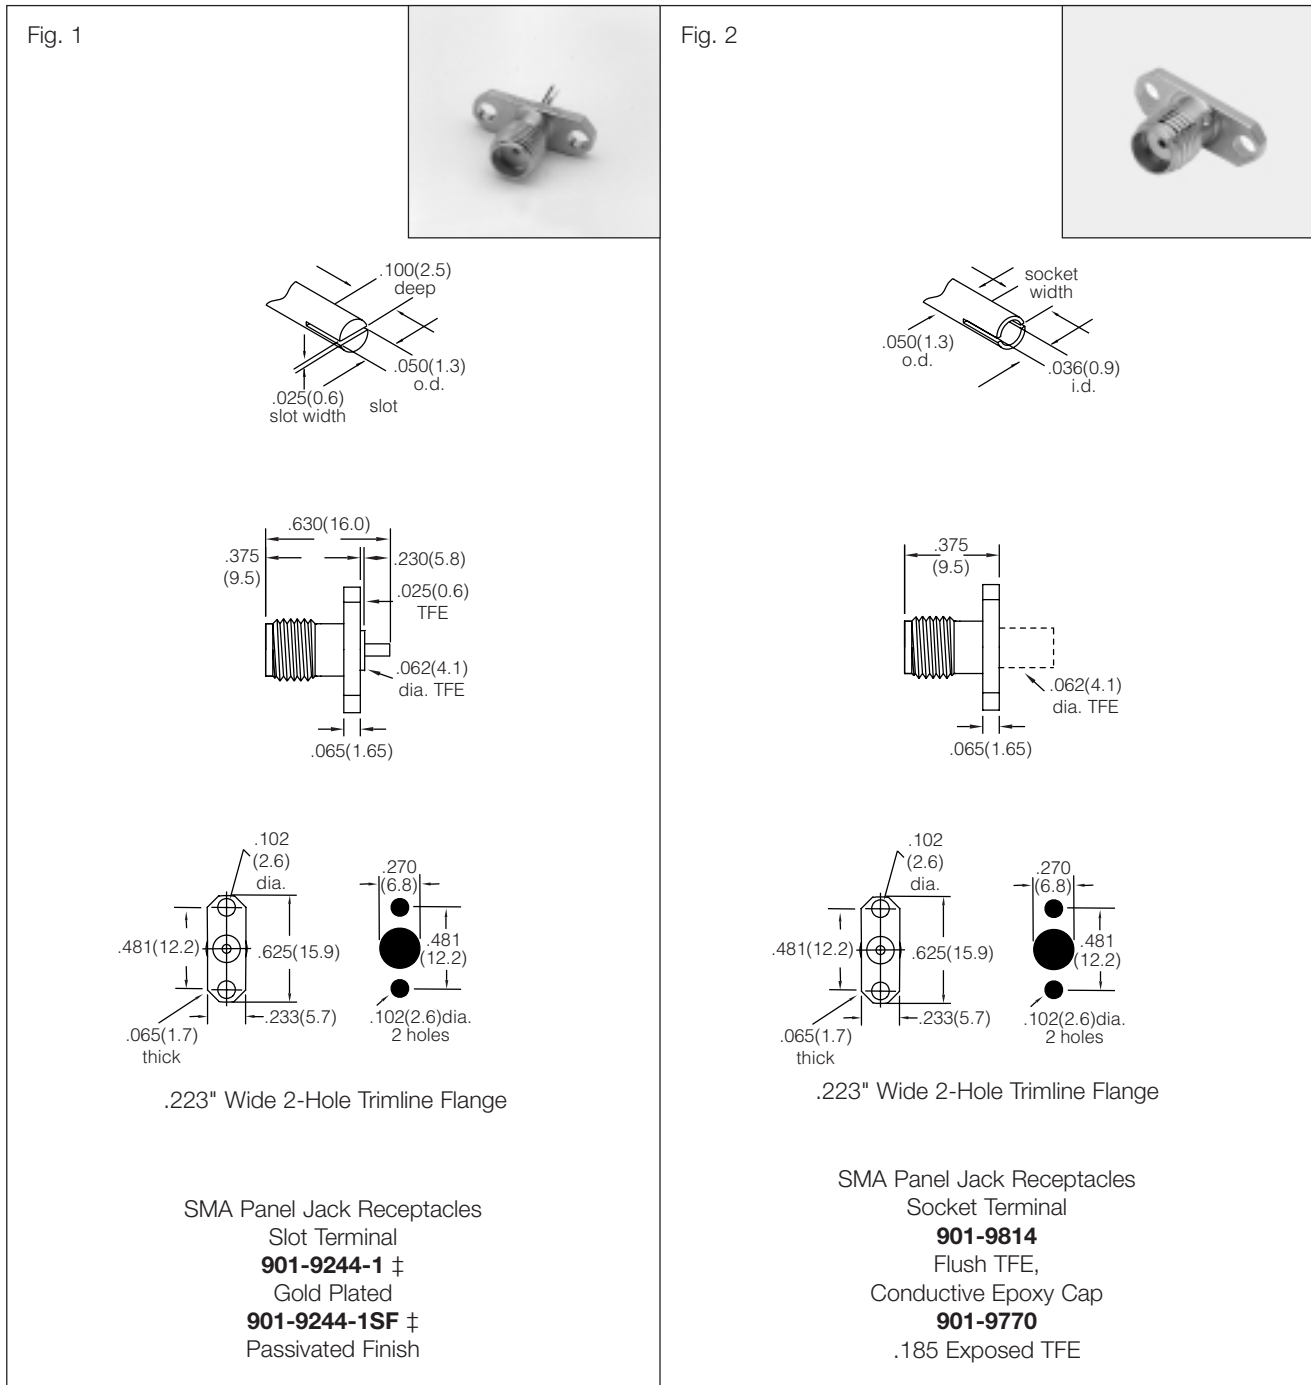 Fig. 1
.100(2.5)
deep
.050(1.3)
o.d.
.025(0.6)
slot width
slot
.630(16.0)
.375
(9.5)
.230(5.8)
.025(0.6)
TFE
.062(4.1)
dia. TFE
.065(1.65)
.102
(2.6)
dia.
.481(12.2)
.625(15.9)
.233(5.7)
.065(1.7)
thick
.270
(6.8)
.481
(12.2)
.102(2.6)dia.
2 holes
.223" Wide 2-Hole Trimline Flange
SMA Panel Jack Receptacles
Slot Terminal
901-9244-1 ‡
Gold Plated
901-9244-1SF ‡
Passivated Finish
Fig. 2
socket
width
.050(1.3)
o.d.
.036(0.9)
i.d.
.375
(9.5)
.062(4.1)
dia. TFE
.065(1.65)
.102
(2.6)
dia.
.481(12.2)
.625(15.9)
.233(5.7)
.065(1.7)
thick
.270
(6.8)
.481
(12.2)
.102(2.6)dia.
2 holes
.223" Wide 2-Hole Trimline Flange
SMA Panel Jack Receptacles
Socket Terminal
901-9814
Flush TFE,
Conductive Epoxy Cap
901-9770
.185 Exposed TFE